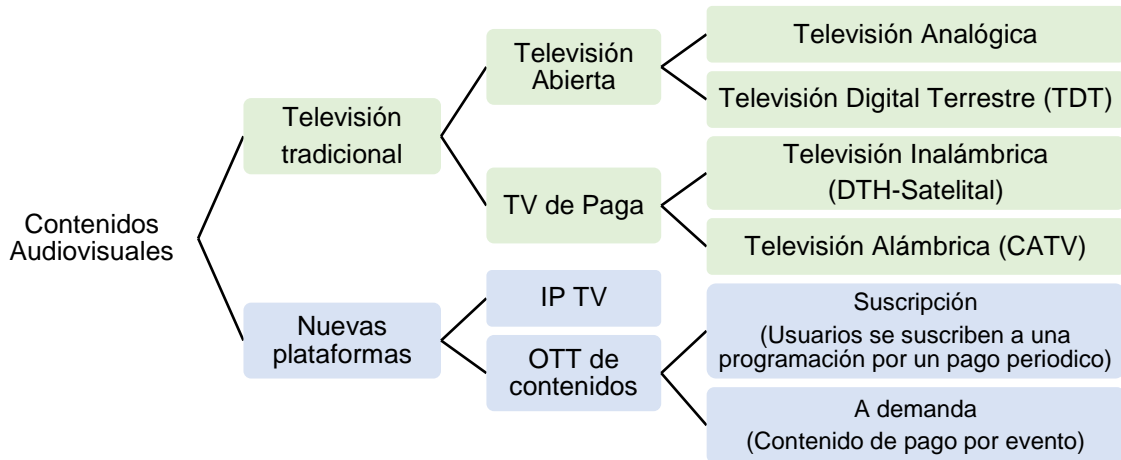 Contenidos
Audiovisuales
Televisión
tradicional
Televisión
Abierta
Televisión Analógica
Televisión Digital Terrestre (TDT)
TV de Paga
Televisión Inalámbrica
(DTH-Satelital)
Televisión Alámbrica (CATV)
Nuevas
plataformas
IP TV
OTT de
contenidos
Suscripción
(Usuarios se suscriben a una
programación por un pago periodico)
A demanda
(Contenido de pago por evento)